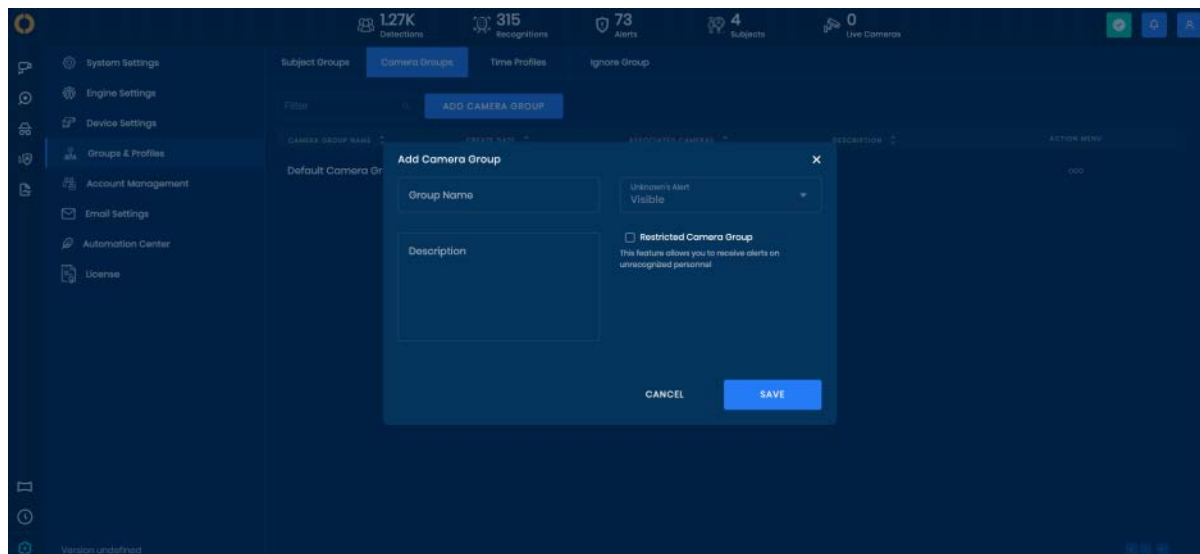 1.27K
Detections
315
Recognitions
73
Alerts
4
Subjects
0
Live Cameras
System Settings
Engine Settings
Device Settings
Groups & Profiles
Account Management
Email Settings
Automation Center
License
Subject Groups Camera Groups Time Profiles Ignore Group
Filter ADD CAMERA GROUP
CAMERA GROUP NAME CREATE DATE ASSOCIATED CAMERAS DESCRIPTION ACTION MENU
Default Camera Gr
Add Camera Group
Group Name
Unknown's Alert
Visible
Description
Restricted Camera Group
This feature allows you to receive alerts on
unrecognized personnel
CANCEL SAVE
Version undefined